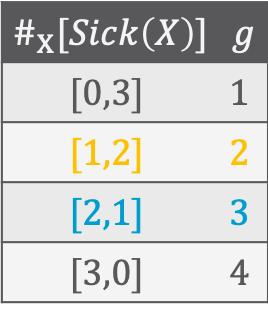 #X[Sick(X)] g
[0,3] 1
[1,2] 2
[2,1] 3
[3,0] 4